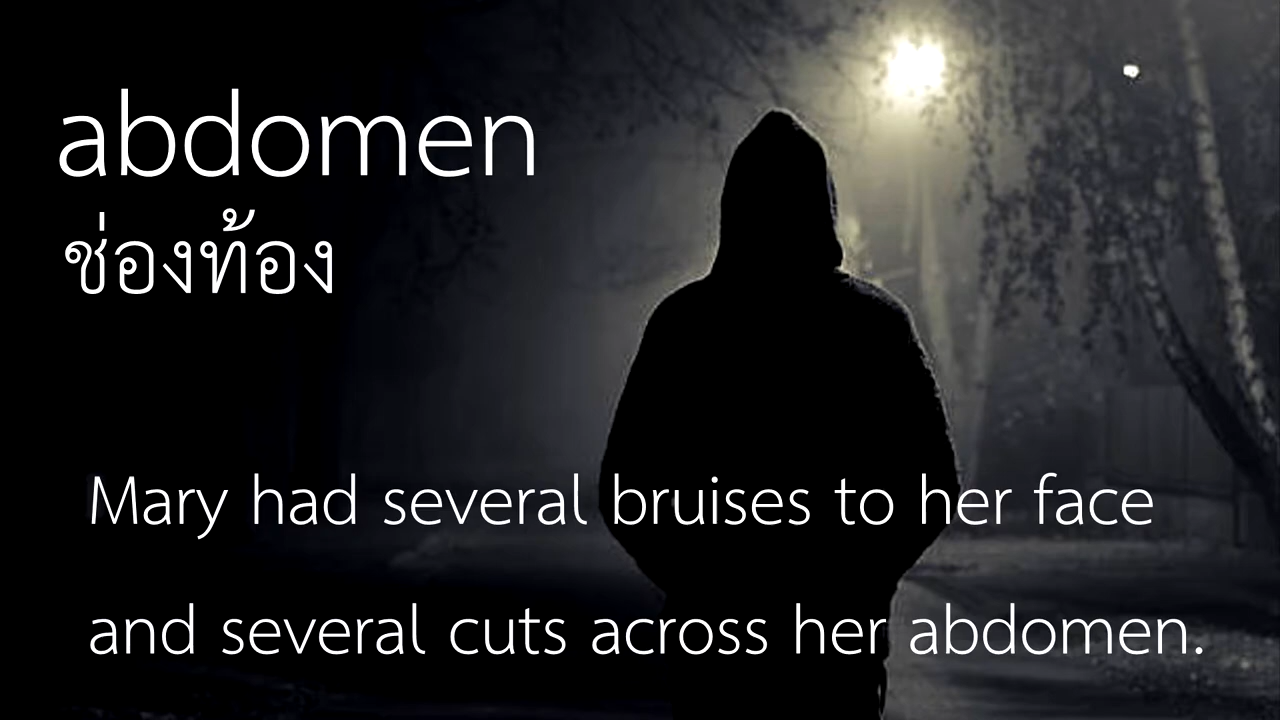 abdomen
ช่องท้อง
Mary had several bruises to her face
and several cuts across her abdomen.